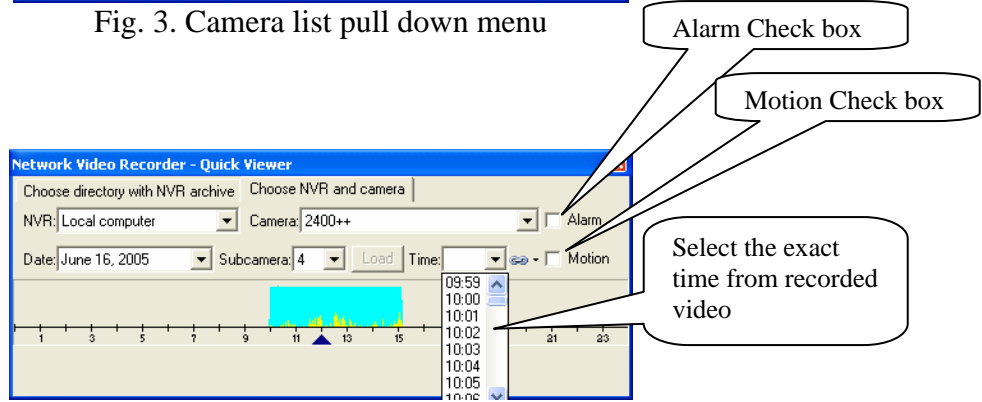 Fig. 3. Camera list pull down menu
Alarm Check box
Motion Check box
Network Video Recorder - Quick Viewer
Choose directory with NVR archive Choose NVR and camera
NVR: Local computer Camera: 2400++ Alarm
Date: June 16, 2005 Subcamera: 4 Load Time: Motion
Select the exact
time from recorded
video
09:59
10:00
10:01
10:02
10:03
10:04
10:05
10:06
1 3 5 7 9 11 13 15 21 23